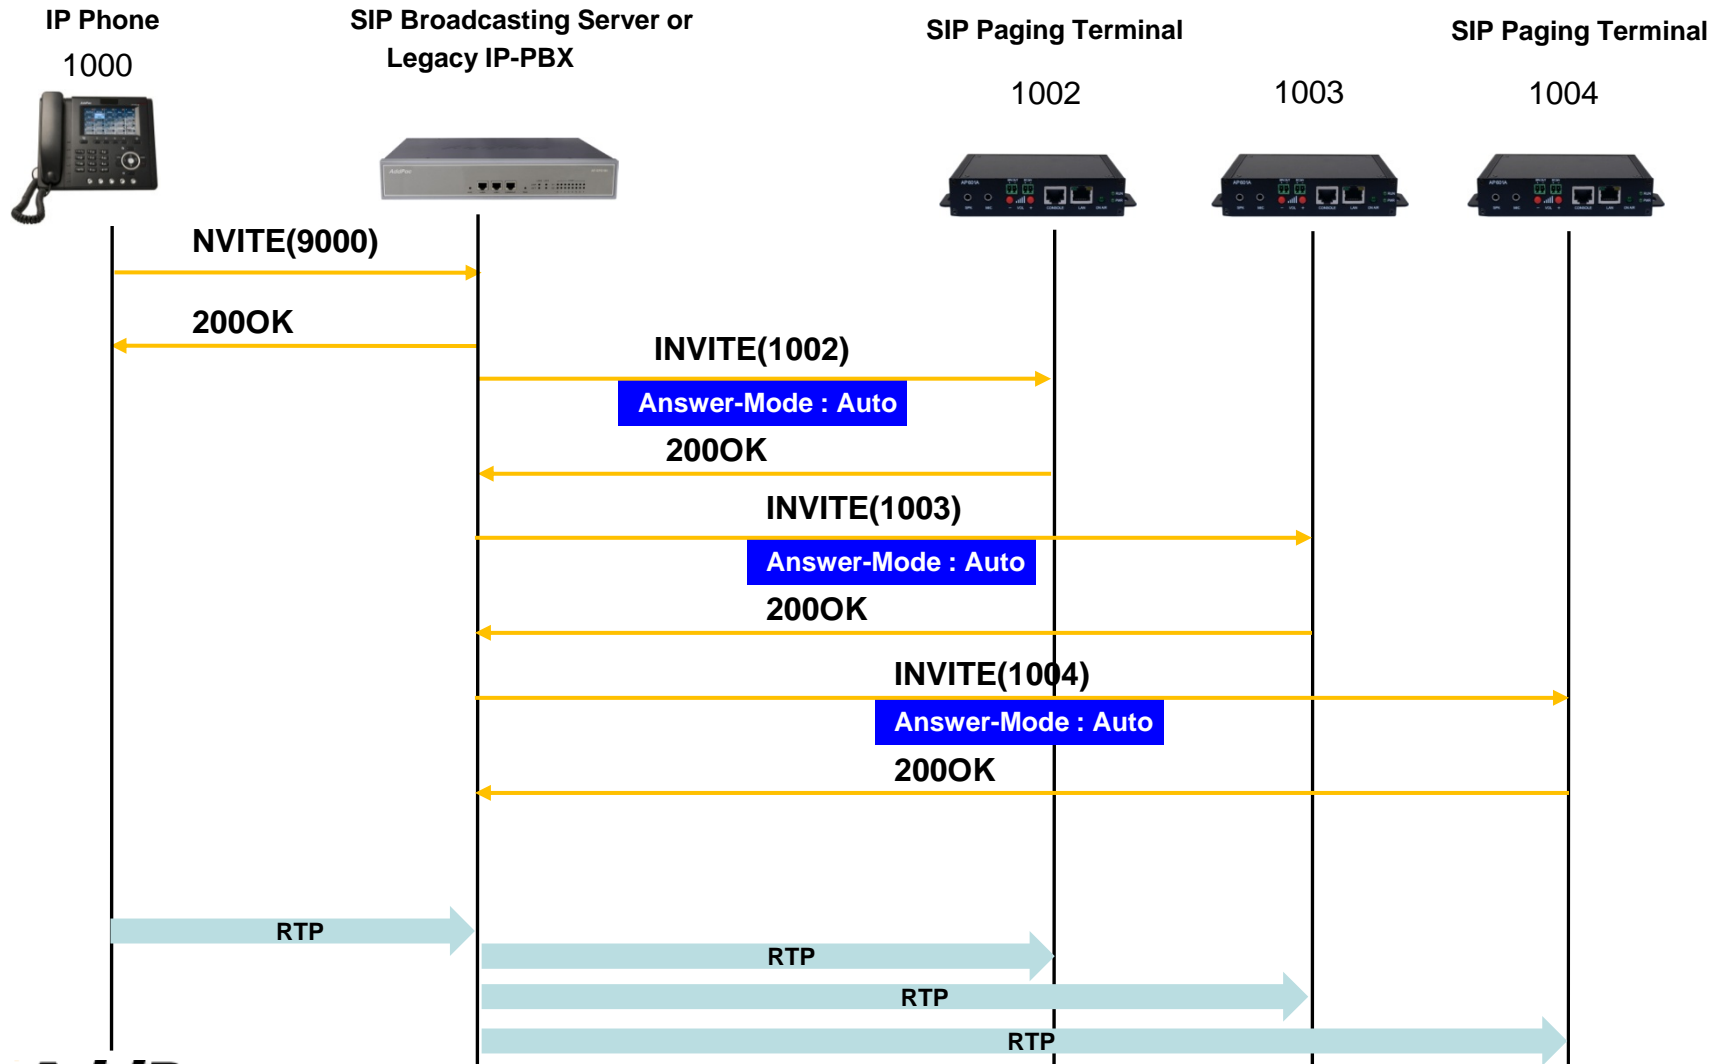 IP Phone
1000
SIP Broadcasting Server or
Legacy IP-PBX
SIP Paging Terminal
1002
1003
SIP Paging Terminal
1004
NVITE(9000)
200OK
INVITE(1002)
Answer-Mode : Auto
200OK
INVITE(1003)
Answer-Mode : Auto
200OK
INVITE(1004)
Answer-Mode : Auto
200OK
RTP
RTP
RTP
RTP